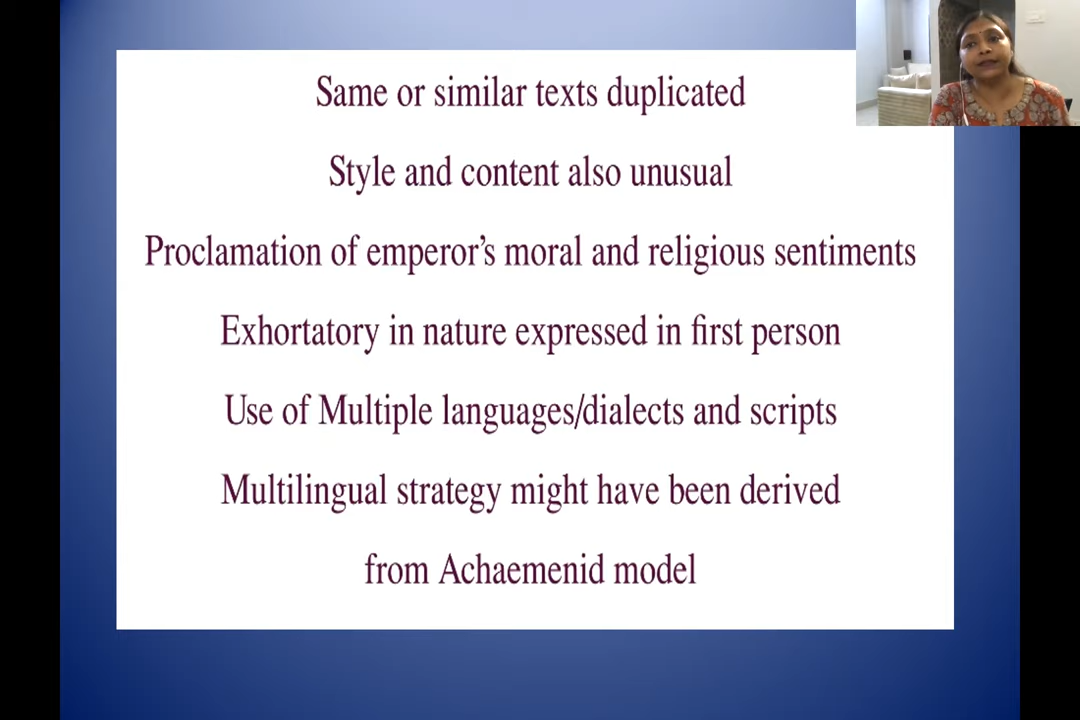 Same or similar texts duplicated
Style and content also unusual
Proclamation of emperor’s moral and religious sentiments
Exhortatory in nature expressed in first person
Use of Multiple languages/dialects and scripts
Multilingual strategy might have been derived
from Achaemenid model